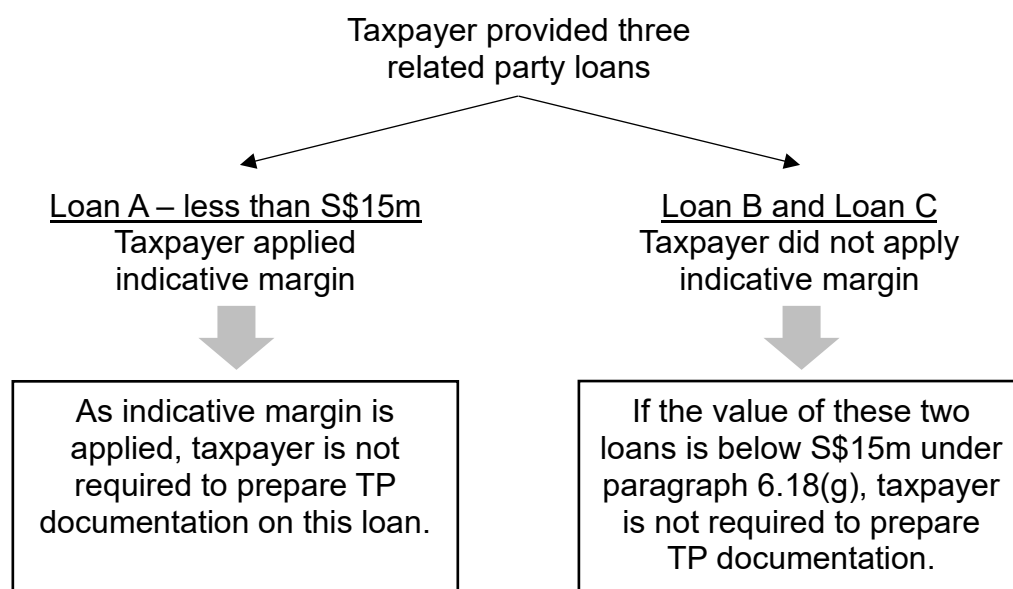 Taxpayer provided three
related party loans
Loan A – less than S$15m
Taxpayer applied
indicative margin
Loan B and Loan C
Taxpayer did not apply
indicative margin
As indicative margin is
applied, taxpayer is not
required to prepare TP
documentation on this loan.
If the value of these two
loans is below S$15m under
paragraph 6.18(g), taxpayer
is not required to prepare
TP documentation.